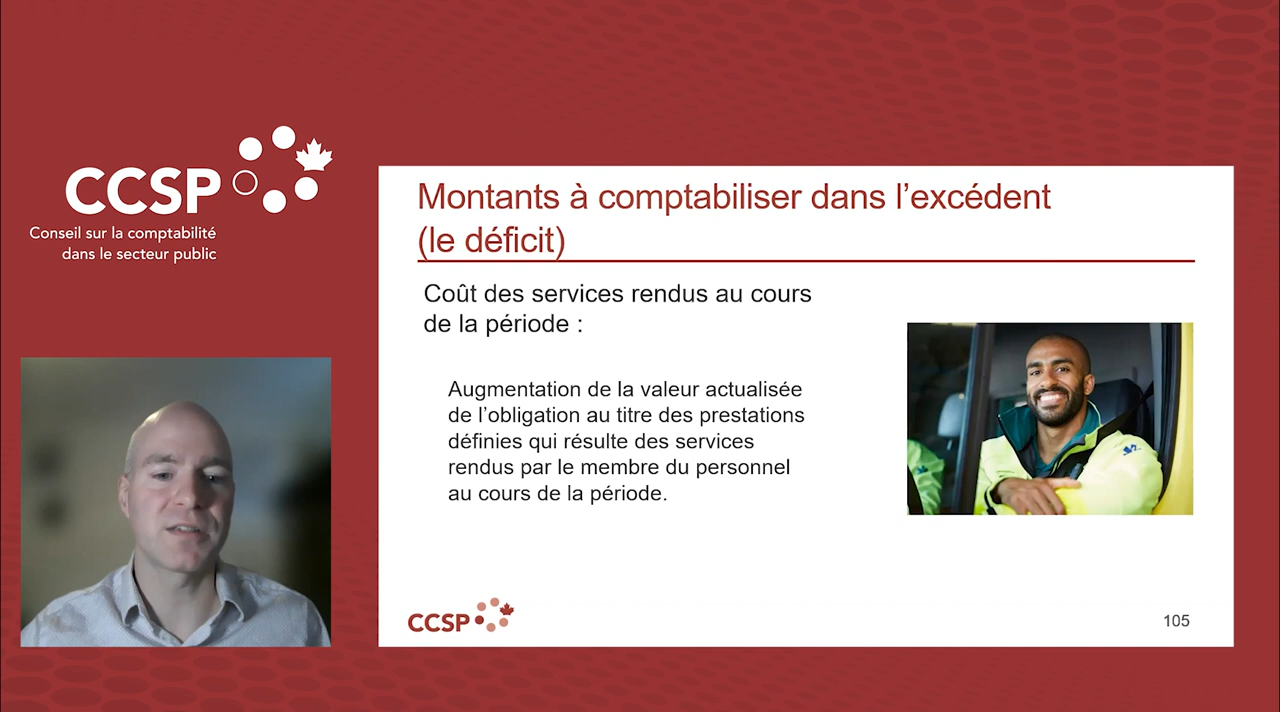 CCSP
Conseil sur la comptabilité
dans le secteur public
Montants à comptabiliser dans l’excédent
(le déficit)
Coût des services rendus au cours
de la période :
Augmentation de la valeur actualisée
de l’obligation au titre des prestations
définies qui résulte des services
rendus par le membre du personnel
au cours de la période.
CCSP
105